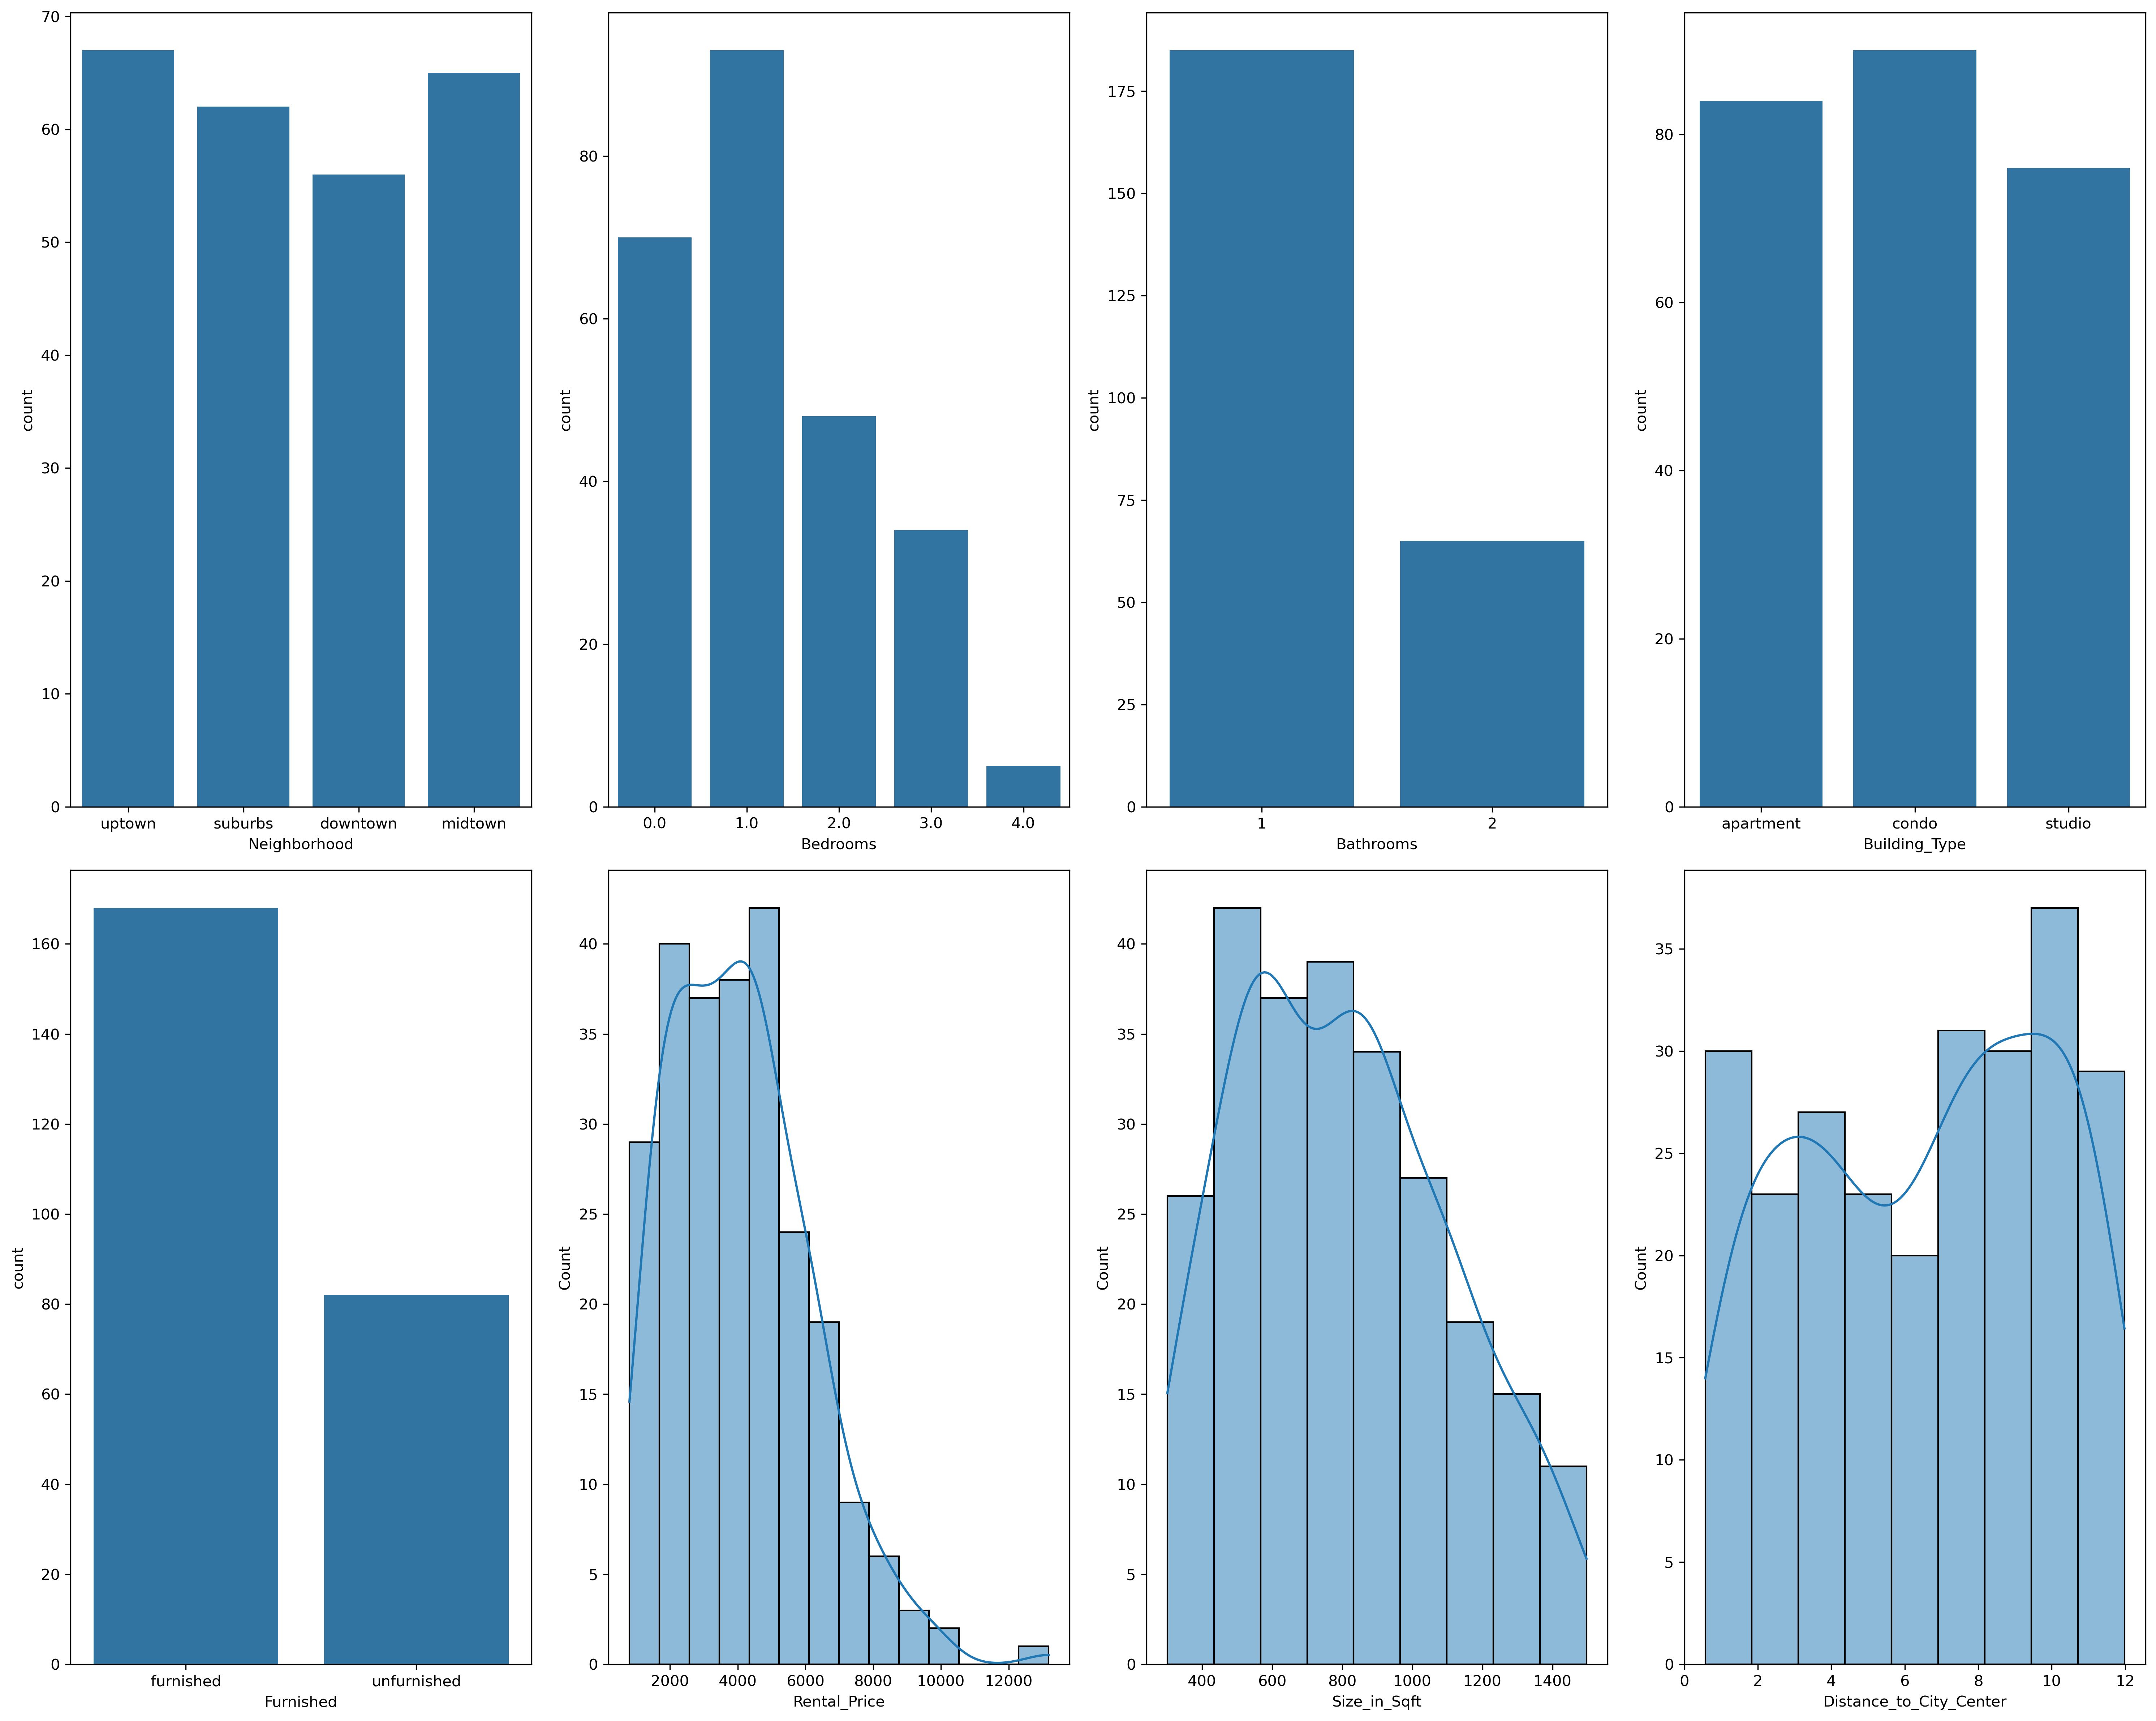 70
60
50
40
30
20
10
0
count
uptown suburbs downtown midtown
Neighborhood
80
60
40
20
0
count
0.0 1.0 2.0 3.0 4.0
Bedrooms
175
150
125
100
75
50
25
0
count
1 2
Bathrooms
80
60
40
20
0
count
apartment condo studio
Building_Type
160
140
120
100
80
60
40
20
0
count
furnished unfurnished
Furnished
40
35
30
25
20
15
10
5
0
Count
2000 4000 6000 8000 10000 12000
Rental_Price
40
35
30
25
20
15
10
5
0
Count
400 600 800 1000 1200 1400
Size_in_Sqft
35
30
25
20
15
10
5
0
Count
0 2 4 6 8 10 12
Distance_to_City_Center